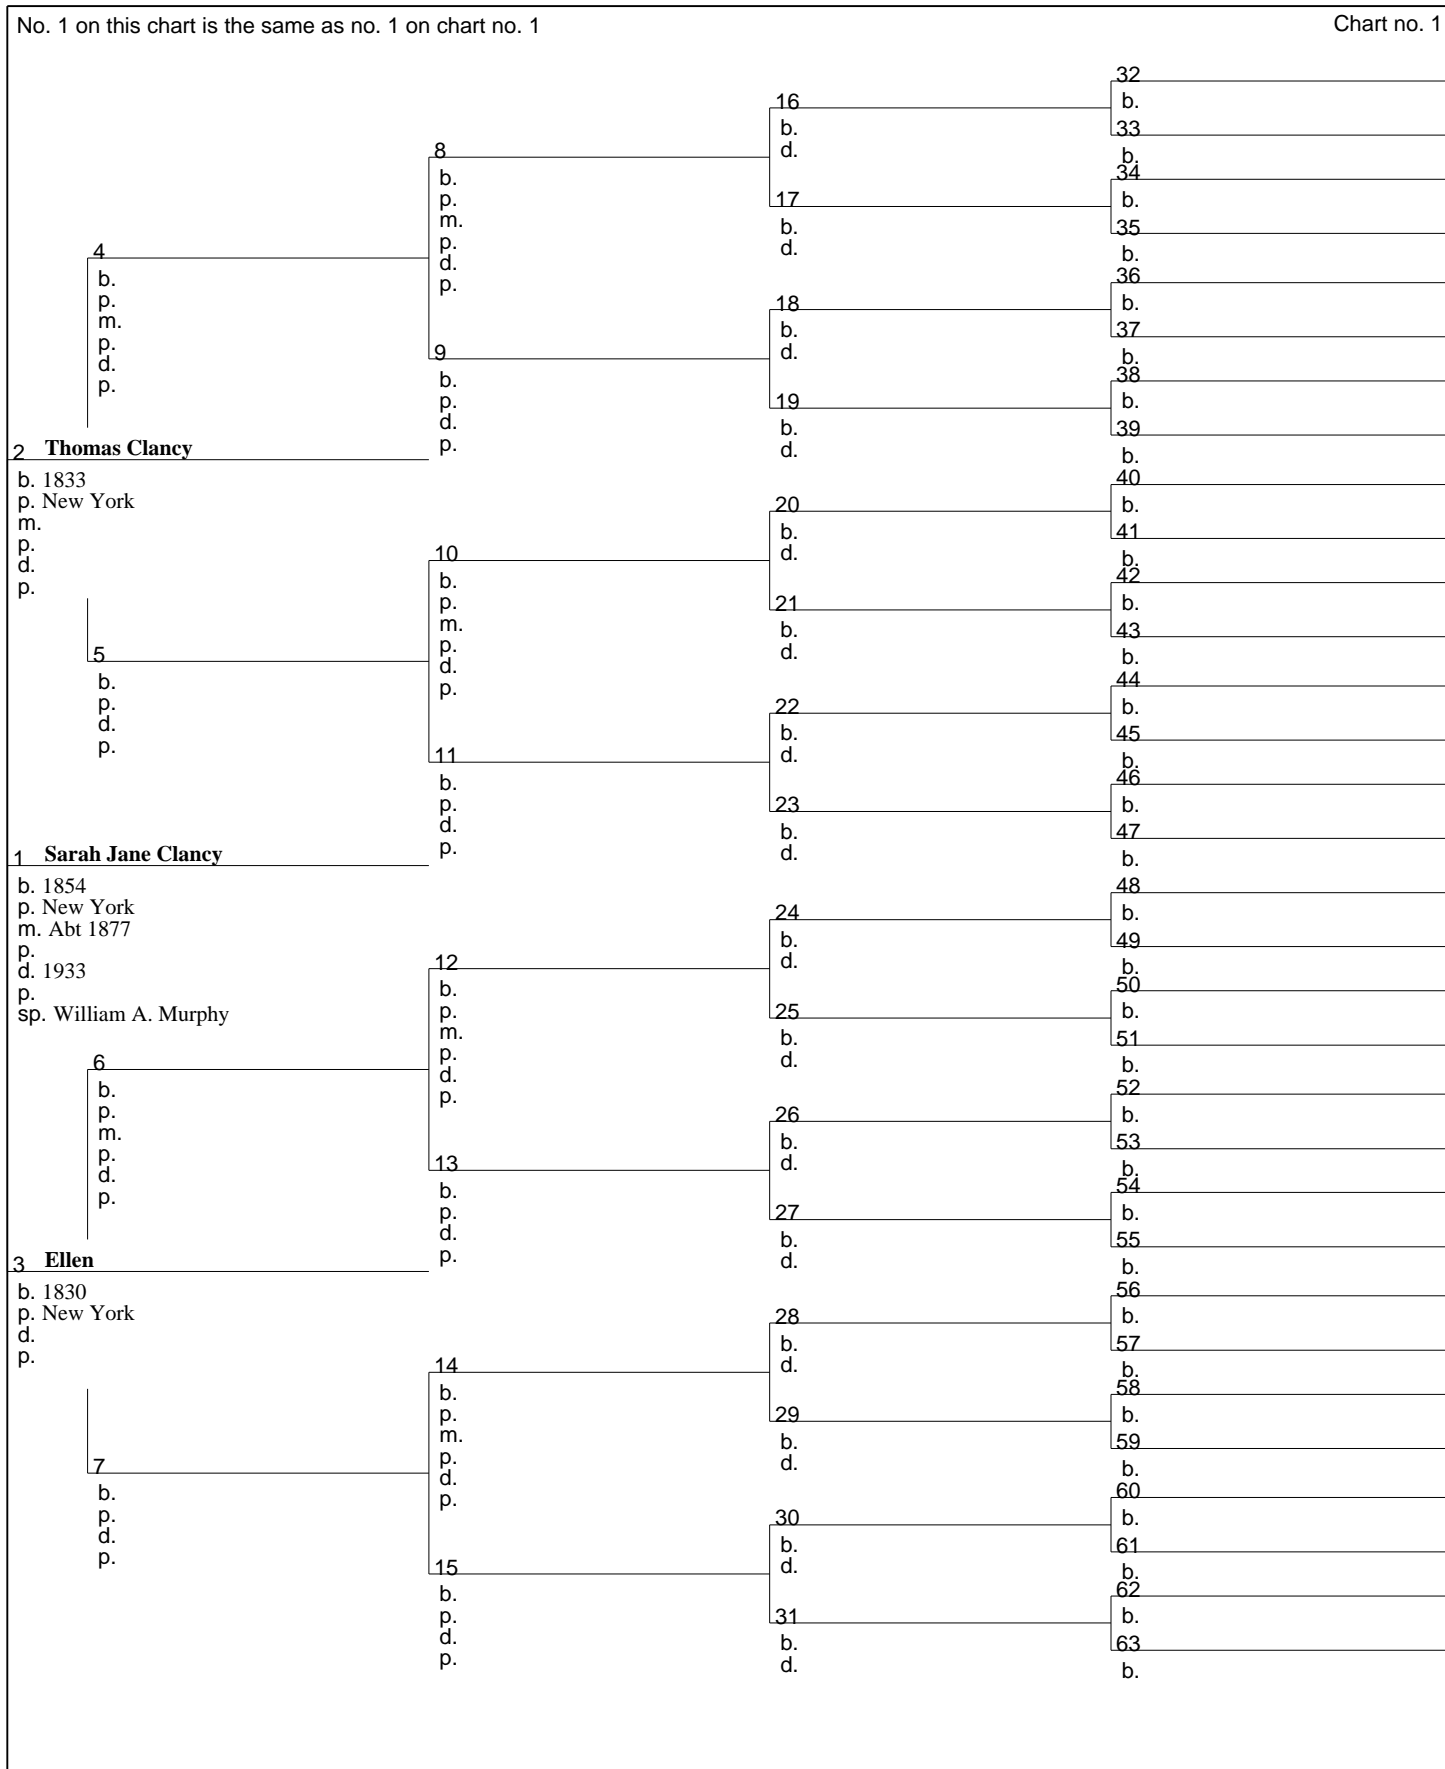 No. 1 on this chart is the same as no. 1 on chart no. 1
Chart no. 1
4
b.
p.
m.
p.
d.
p.
2 Thomas Clancy
b. 1833
p. New York
m.
p.
d.
p.
5
b.
p.
d.
p.
1 Sarah Jane Clancy
b. 1854
p. New York
m. Abt 1877
p.
d. 1933
p.
sp. William A. Murphy
6
b.
p.
m.
p.
d.
p.
3 Ellen
b. 1830
p. New York
d.
p.
7
b.
p.
d.
p.
8
b.
p.
m.
p.
d.
p.
9
b.
p.
d.
p.
10
b.
p.
m.
p.
d.
p.
11
b.
p.
d.
p.
12
b.
p.
m.
p.
d.
p.
13
b.
p.
d.
p.
14
b.
p.
m.
p.
d.
p.
15
b.
p.
d.
p.
16
b.
d.
17
b.
d.
18
b.
d.
19
b.
d.
20
b.
d.
21
b.
d.
22
b.
d.
23
b.
d.
24
b.
d.
25
b.
d.
26
b.
d.
27
b.
d.
28
b.
d.
29
b.
d.
30
b.
d.
31
b.
d.
32
b.
33
b.
34
b.
35
b.
36
b.
37
b.
38
b.
39
b.
40
b.
41
b.
42
b.
43
b.
44
b.
45
b.
46
b.
47
b.
48
b.
49
b.
50
b.
51
b.
52
b.
53
b.
54
b.
55
b.
56
b.
57
b.
58
b.
59
b.
60
b.
61
b.
62
b.
63
b.